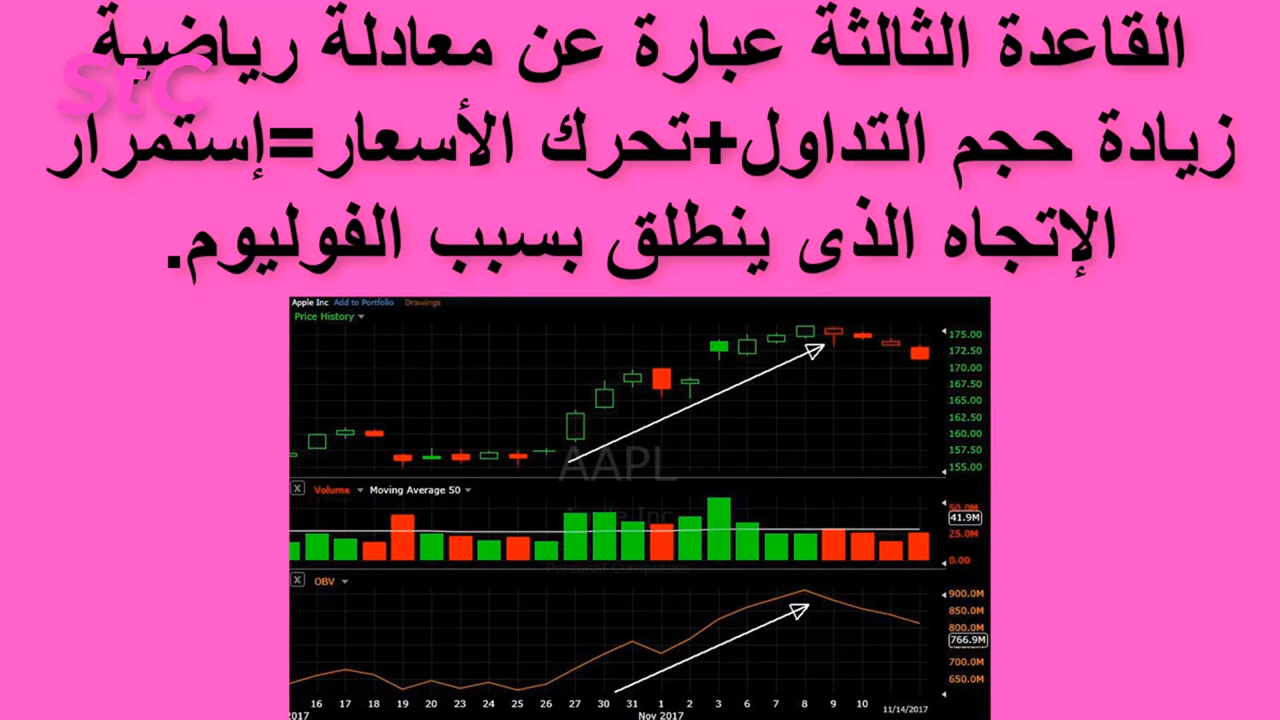 القاعدة الثالثة عبارة عن معادلة رياضية
StC
زيادة حجم التداول+تحرك الأسعار=إستمرار
الإتجاه الذى ينطلق بسبب الفوليوم.
Apple Inc Add to Portfolio Drawings
Price History
175.00
172.50
170.00
167.50
165.00
162.50
160.00
157.50
155.00
AAPL
X Volume Moving Average 50
50.0M
41.9M
25.0M
0.00
Apple Inc
Personal Computers
X OBV
900.0M
850.0M
800.0M
766.9M
700.0M
650.0M
16 17 18 19 20 23 24 25 26 27 30 31 1 2 3 6 7 8 9 10 11/14/2017
2017 Nov 2017